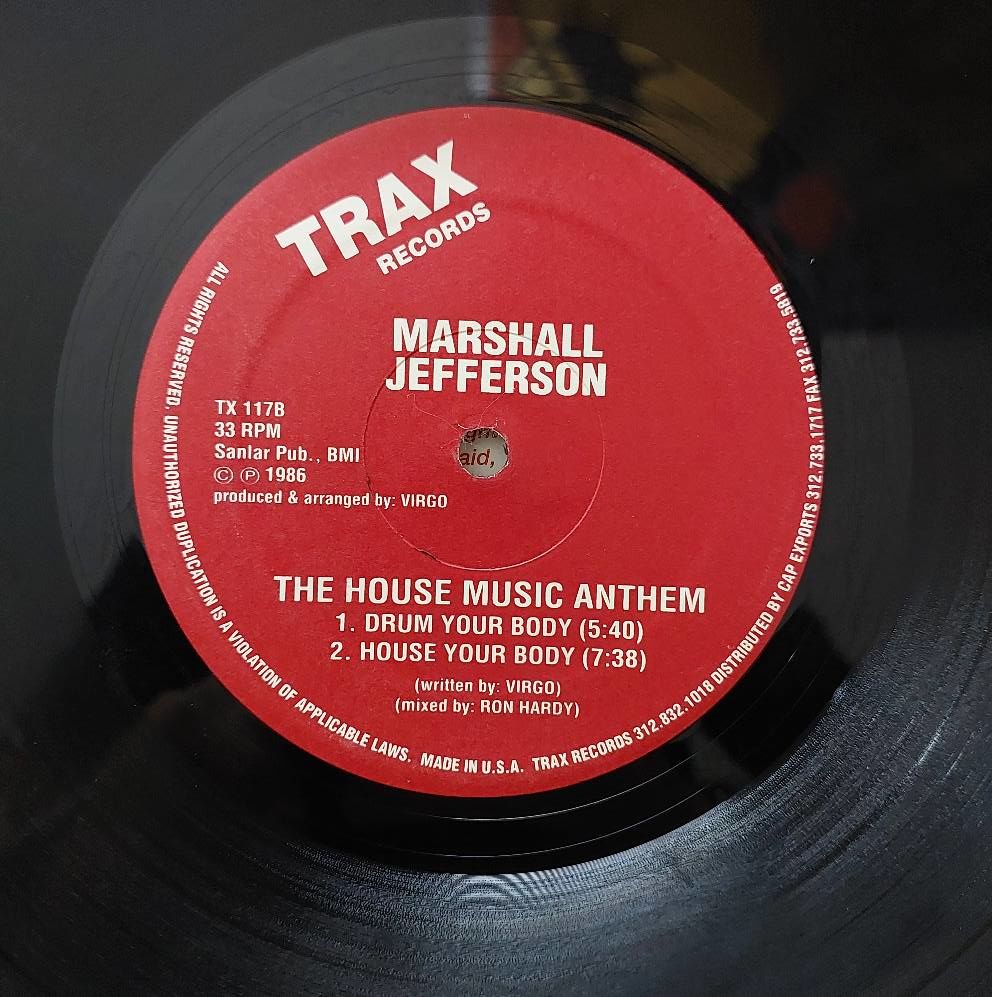 TRAX
RECORDS
MARSHALL
JEFFERSON
TX 117B
33 RPM
Sanlar Pub., BMI
© ℗ 1986
produced & arranged by: VIRGO
aid,
THE HOUSE MUSIC ANTHEM
1. DRUM YOUR BODY (5:40)
2. HOUSE YOUR BODY (7:38)
(written by: VIRGO)
(mixed by: RON HARDY)
ALL RIGHTS RESERVED. UNAUTHORIZED DUPLICATION IS A VIOLATION OF APPLICABLE LAWS. MADE IN U.S.A. TRAX RECORDS 312.832.1018 DISTRIBUTED BY CAP EXPORTS 312.733.1717 FAX 312.733.5819